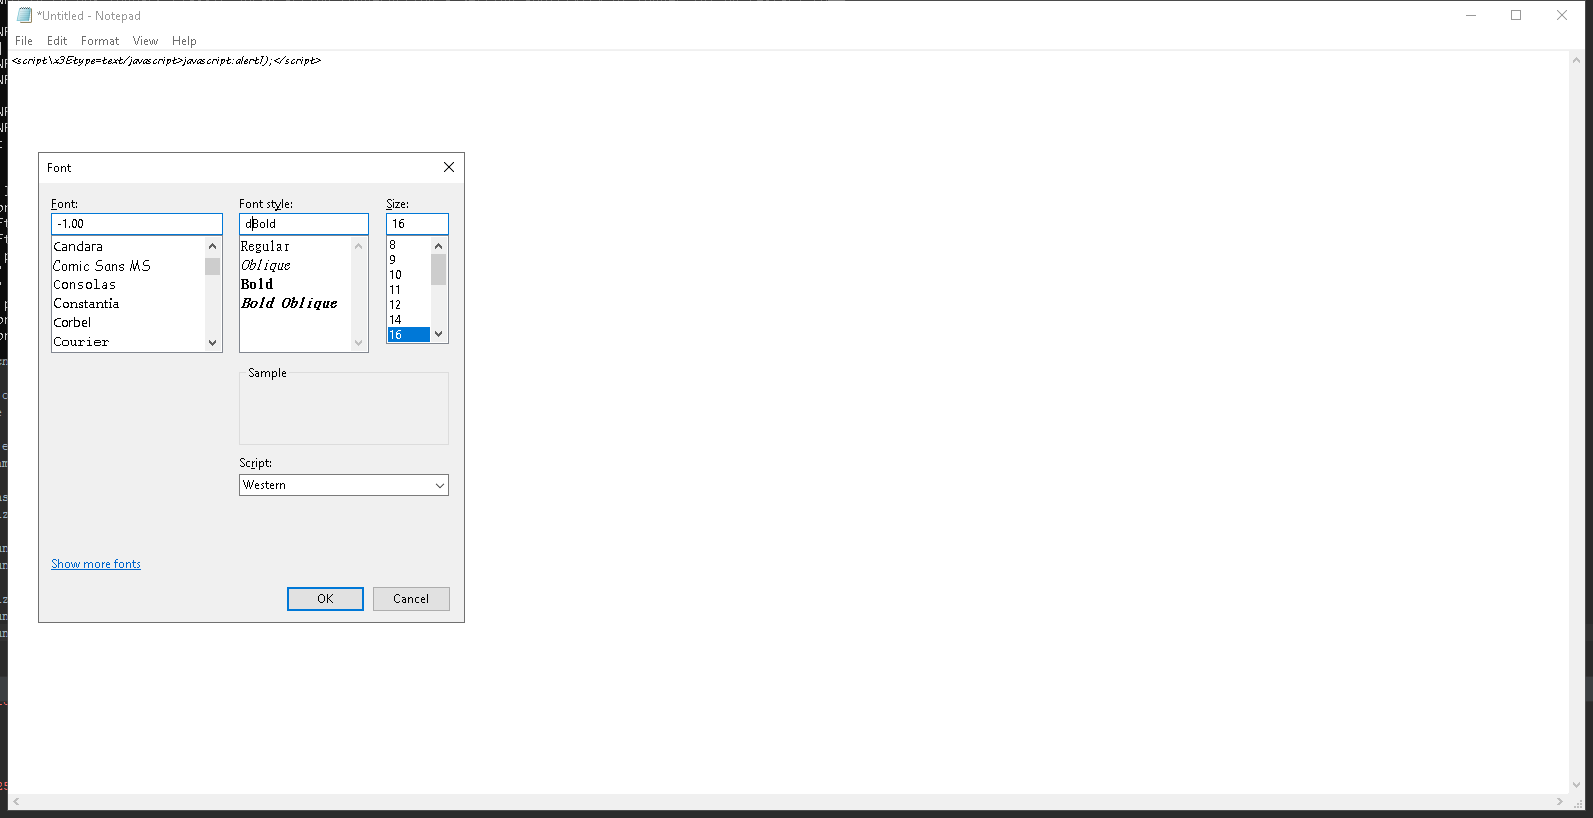 *Untitled - Notepad
File Edit Format View Help
<script\x3Etype=text/javascript>javascript:alert1);</script>
Font
Font: Font style: Size:
-1.00 dBold 16
Candara
Comic Sans MS
Consolas
Constantia
Corbel
Courier
Regular
Oblique
Bold
Bold Oblique
8
9
10
11
12
14
16
Sample
Script:
Western
Show more fonts
OK Cancel